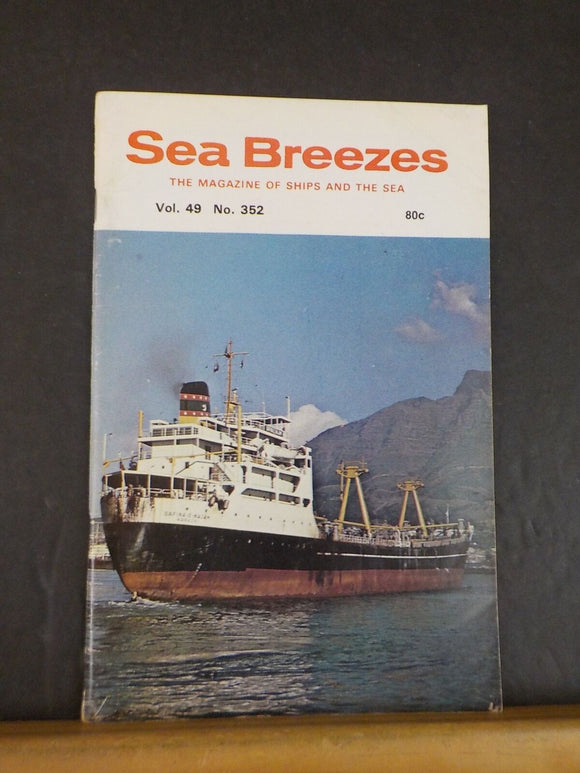 Sea Breezes
THE MAGAZINE OF SHIPS AND THE SEA
Vol. 49 No. 352
80c